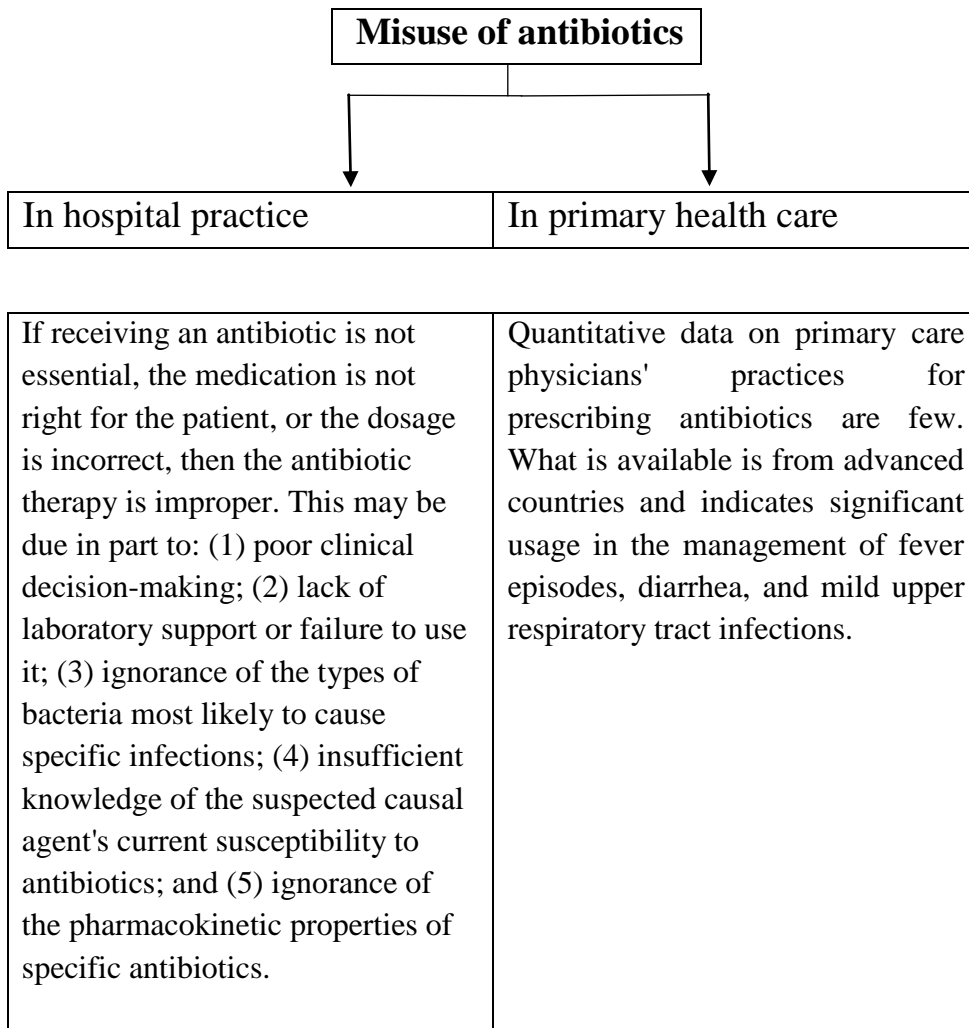 Misuse of antibiotics
In hospital practice
In primary health care
If receiving an antibiotic is not
essential, the medication is not
right for the patient, or the dosage
is incorrect, then the antibiotic
therapy is improper. This may be
due in part to: (1) poor clinical
decision-making; (2) lack of
laboratory support or failure to use
it; (3) ignorance of the types of
bacteria most likely to cause
specific infections; (4) insufficient
knowledge of the suspected causal
agent's current susceptibility to
antibiotics; and (5) ignorance of
the pharmacokinetic properties of
specific antibiotics.
Quantitative data on primary care
physicians' practices for
prescribing antibiotics are few.
What is available is from advanced
countries and indicates significant
usage in the management of fever
episodes, diarrhea, and mild upper
respiratory tract infections.